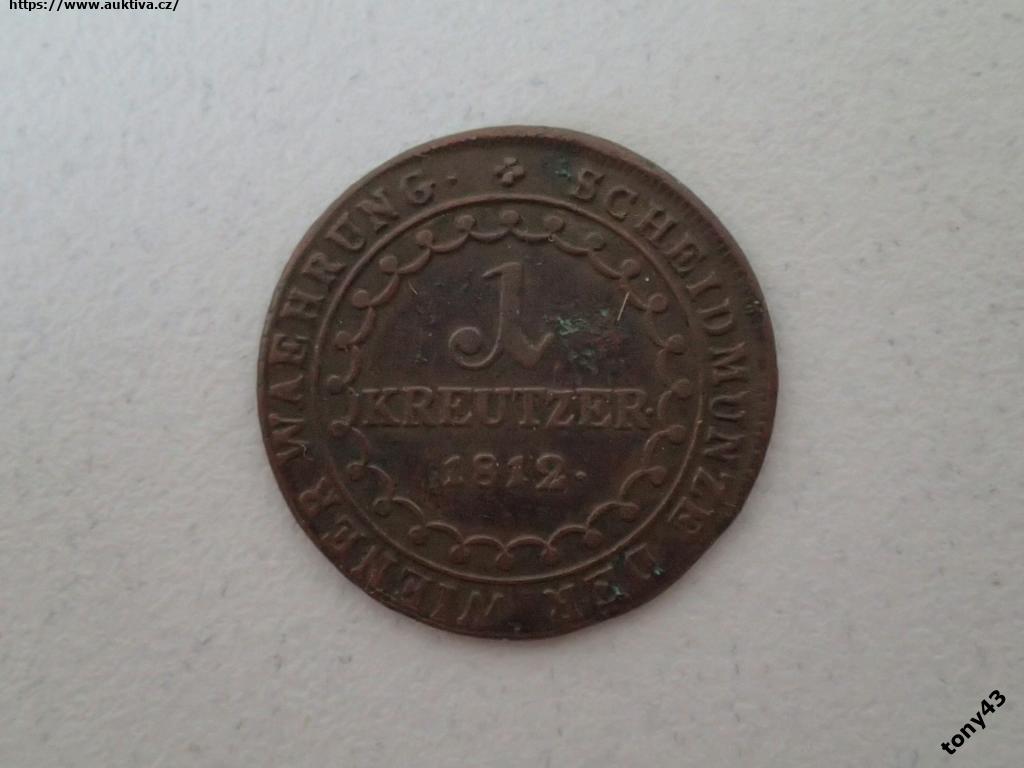 https://www.auktiva.cz/
SCHEIDMUNZE DER WIENER WAEHRUNG.
1
KREUTZER.
1812.
tony43